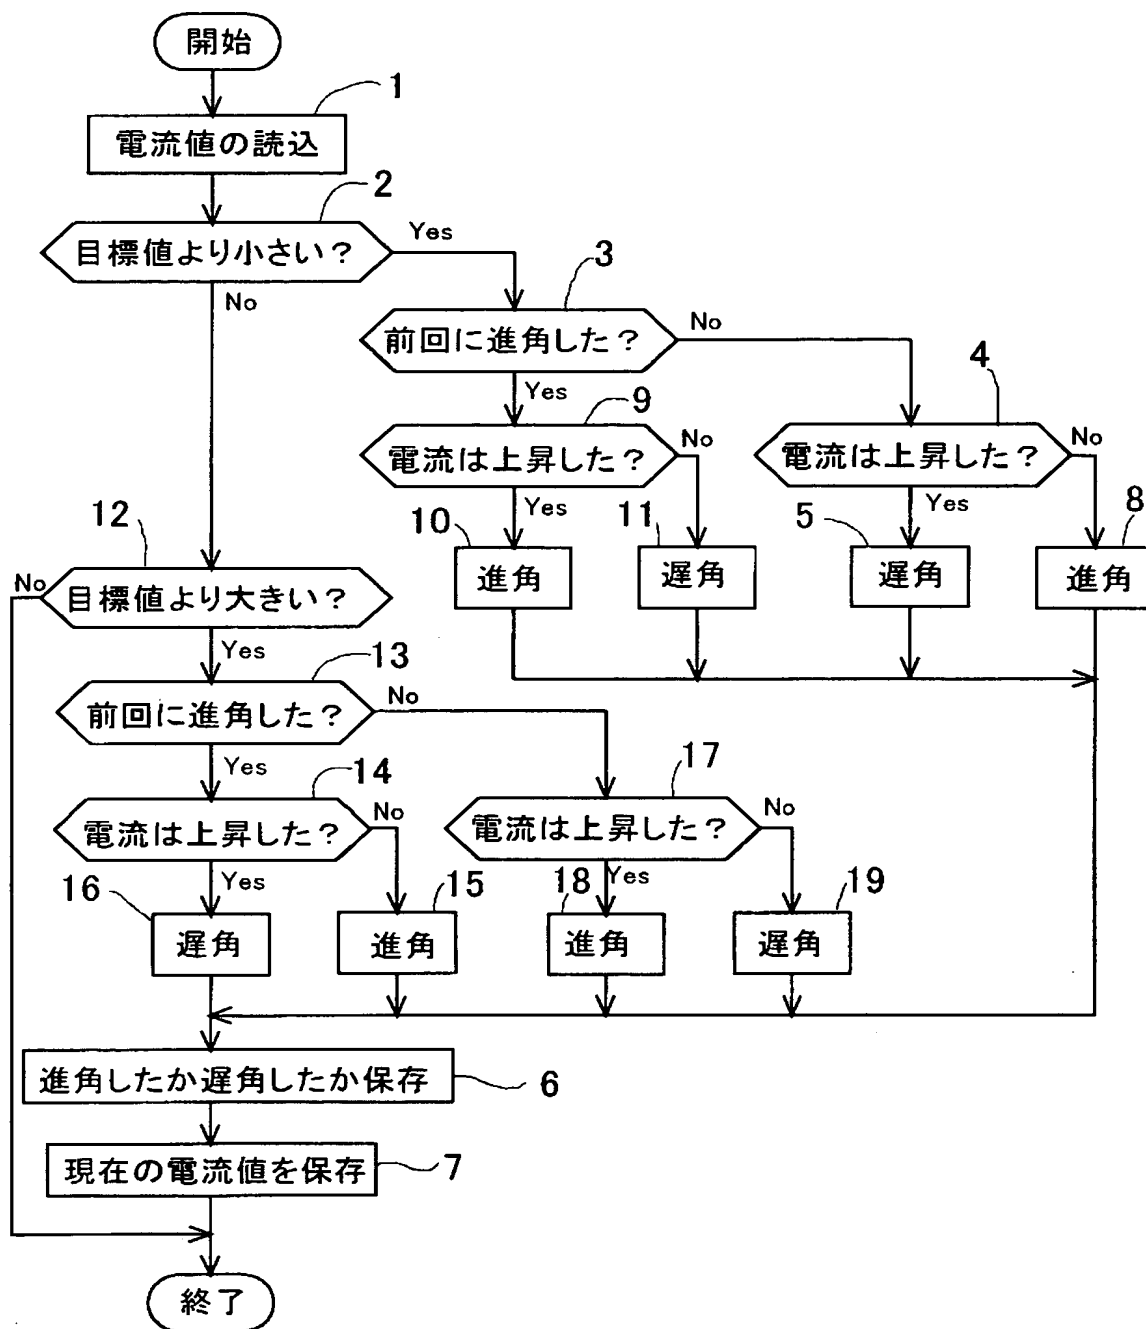 開始
1
電流値の読込
2
目標値より小さい?
Yes
No
3
前回に進角した?
No
Yes
4
9
電流は上昇した?
No
Yes
電流は上昇した?
No
Yes
10
進角
11
遅角
5
遅角
8
進角
12
No
目標値より大きい?
Yes
13
前回に進角した?
No
Yes
14
電流は上昇した?
No
Yes
17
電流は上昇した?
No
Yes
16
遅角
15
進角
18
進角
19
遅角
進角したか遅角したか保存
6
現在の電流値を保存
7
終了